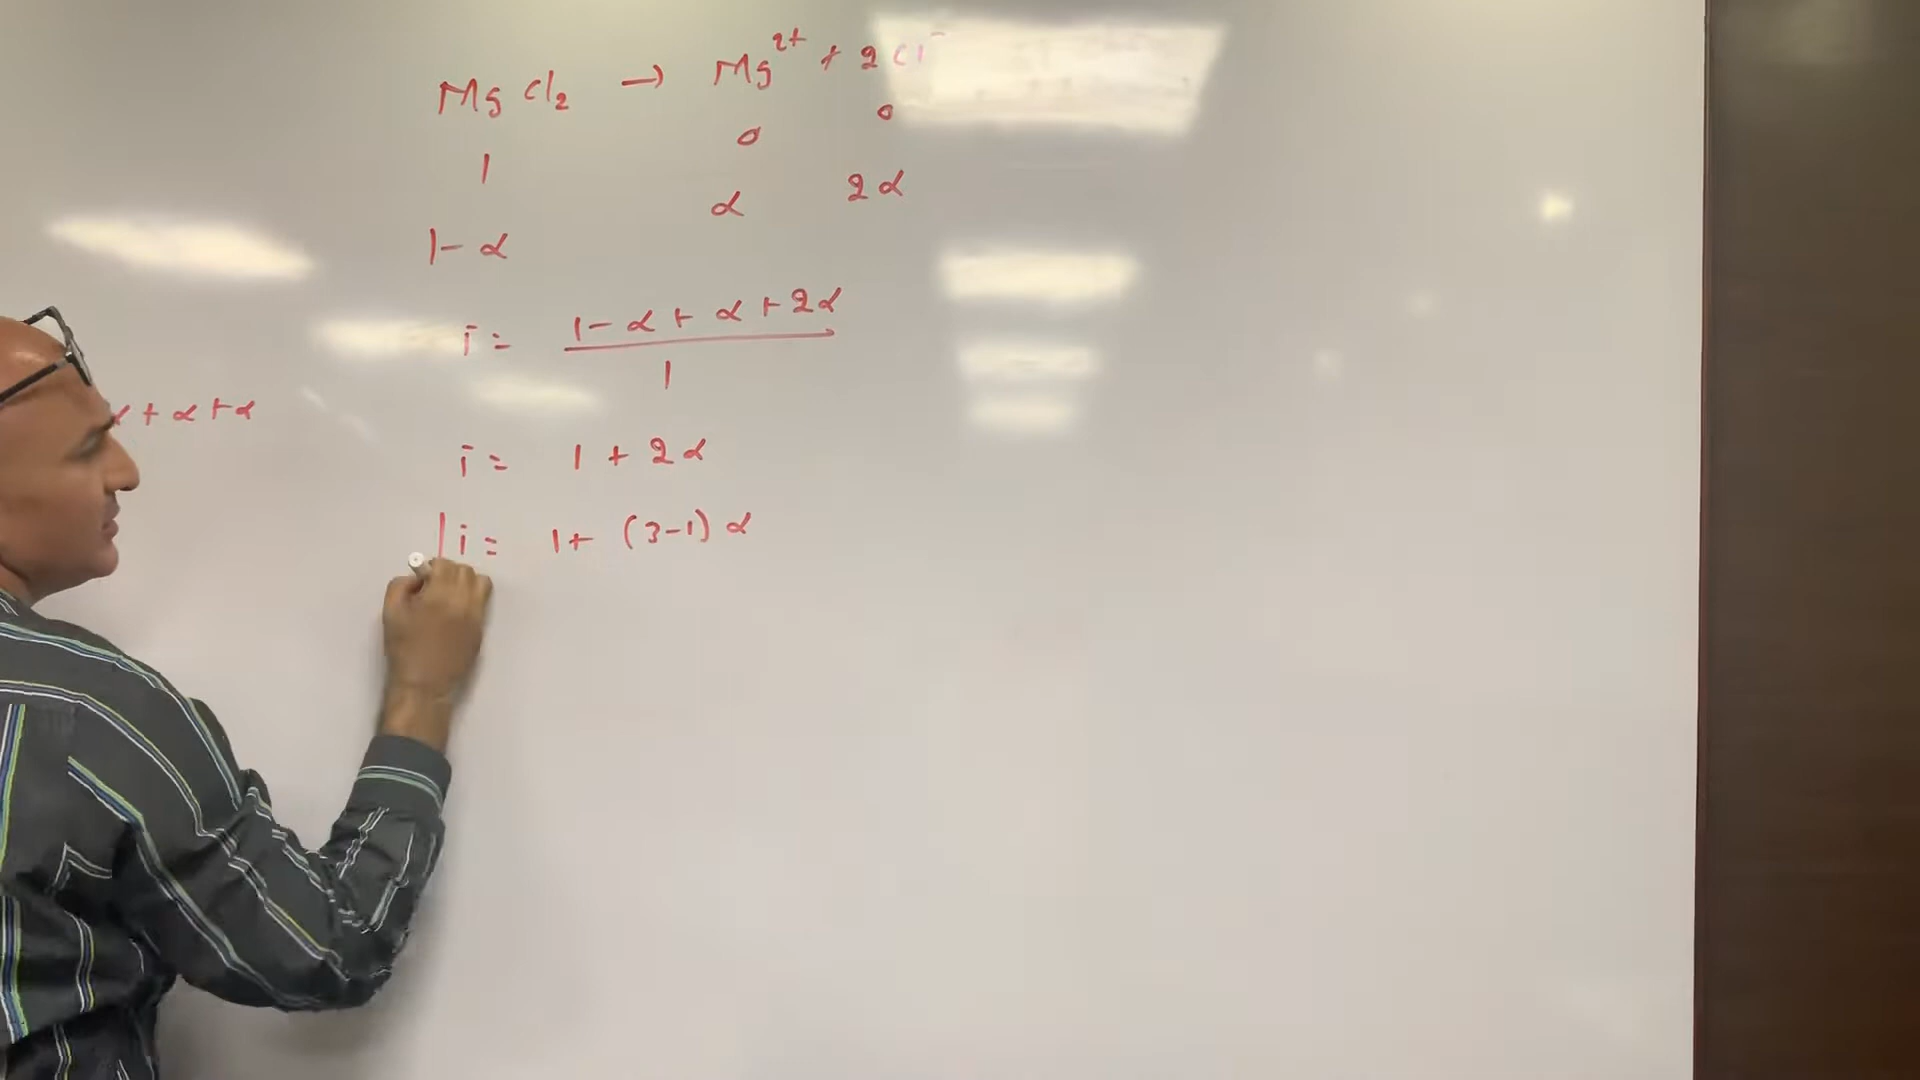 MgCl₂ → Mg²⁺ + 2Cl⁻
1 0 0
1-α α 2α
i = 1-α + α + 2α
1
α + α + α
i = 1 + 2α
i = 1+ (3-1) α